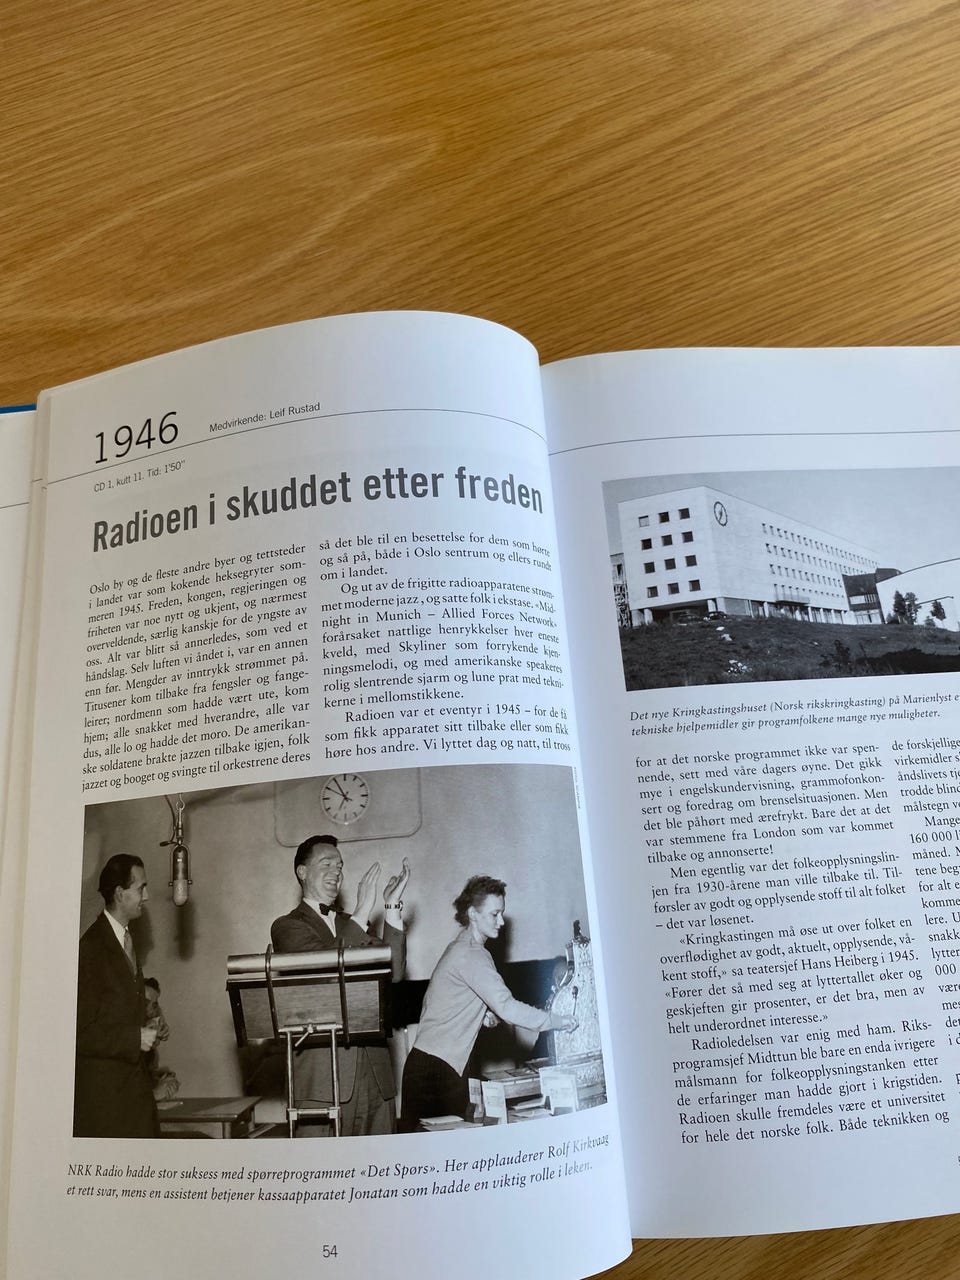 1946
Medvirkende: Leif Rustad
CD 1, kutt 11. Tid: 1'50"
Radioen i skuddet etter freden
Oslo by og de fleste andre byer og tettsteder
i landet var som kokende heksegryter som-
meren 1945. Freden, kongen, regjeringen og
friheten var noe nytt og ukjent, og nærmest
overveldende, særlig kanskje for de yngste av
oss. Alt var blitt så annerledes, som ved et
håndslag. Selv luften vi åndet i, var en annen
enn før. Mengder av inntrykk strømmet på.
Titusener kom tilbake fra fengsler og fange-
leirer; nordmenn som hadde vært ute, kom
hjem; alle snakket med hverandre, alle var
dus, alle lo og hadde det moro. De amerikan-
ske soldatene brakte jazzen tilbake igjen, folk
jazzet og booget og svingte til orkestrene deres
så det ble til en besettelse for dem som hørte
og så på, både i Oslo sentrum og ellers rundt
om i landet.
Og ut av de frigitte radioapparatene strøm-
met moderne jazz, og satte folk i ekstase. «Mid-
night in Munich – Allied Forces Network»
forårsaket nattlige henrykkelser hver eneste
kveld, med Skyliner som forrykende kjen-
ningsmelodi, og med amerikanske speakeres
rolig slentrende sjarm og lune prat med tekni-
kerne i mellomstikkene.
Radioen var et eventyr i 1945 – for de få
som fikk apparatet sitt tilbake eller som fikk
høre hos andre. Vi lyttet dag og natt, til tross
NRK Radio hadde stor suksess med spørreprogrammet «Det Spørs». Her applauderer Rolf Kirkvaag
et rett svar, mens en assistent betjener kassaapparatet Jonatan som hadde en viktig rolle i leken.
54
Det nye Kringkastingshuset (Norsk rikskringkasting) på Marienlyst
tekniske hjelpemidler gir programfolkene mange nye muligheter.
for at det norske programmet ikke var spen-
nende, sett med våre dagers øyne. Det gikk
mye i engelskundervisning, grammofonkon-
sert og foredrag om brenselsituasjonen. Men
det ble påhørt med ærefrykt. Bare det at det
var stemmene fra London som var kommet
tilbake og annonserte!
Men egentlig var det folkeopplysningslin-
jen fra 1930-årene man ville tilbake til. Til-
førsler av godt og opplysende stoff til alt folket
– det var løsenet.
«Kringkastingen må øse ut over folket en
overflødighet av godt, aktuelt, opplysende, vå-
kent stoff,» sa teatersjef Hans Heiberg i 1945.
«Fører det så med seg at lyttertallet øker og
geskjeften gir prosenter, er det bra, men av
helt underordnet interesse.»
Radioledelsen var enig med ham. Riks-
programsjef Midttun ble bare en enda ivrigere
målsmann for folkeopplysningstanken etter
de erfaringer man hadde gjort i krigstiden.
Radioen skulle fremdeles være et universitet
for hele det norske folk. Både teknikken og
de forskjellige
virkemidler
åndslivets
trodde
målstegn
Mange
160 000
måned.
tene
for alt
komme
lere.
snakk
lytter
000
være